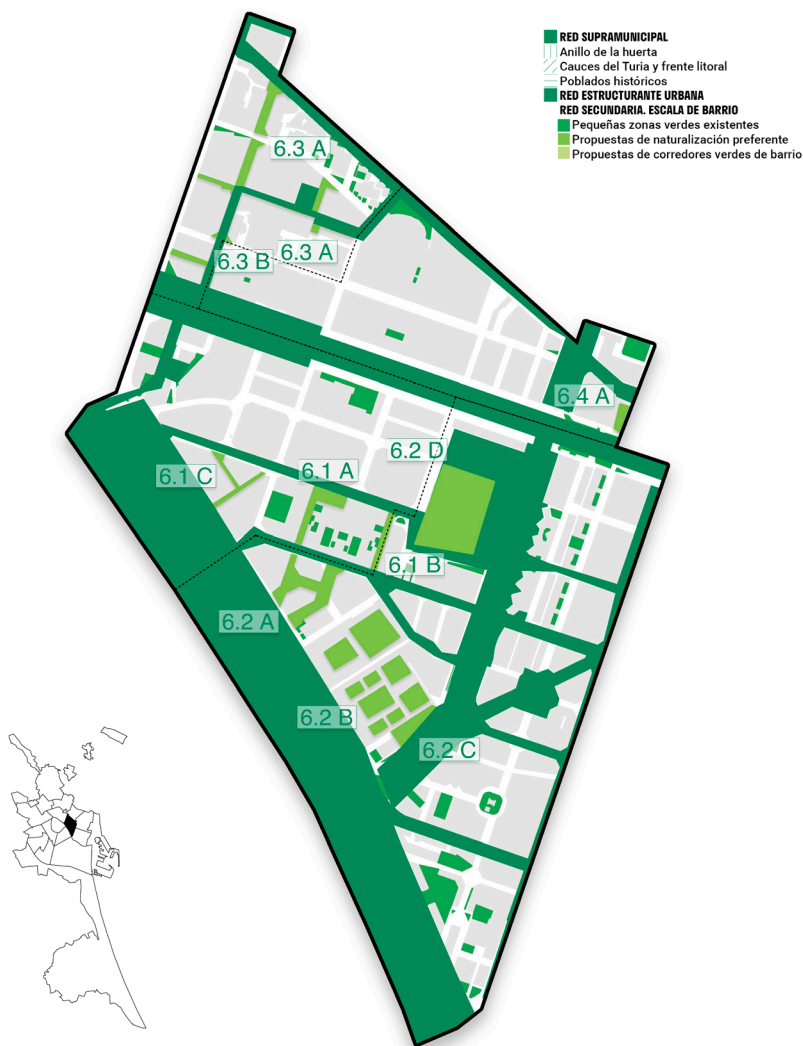 RED SUPRAMUNICIPAL
Anillo de la huerta
Cauces del Turia y frente litoral
Poblados históricos
RED ESTRUCTURANTE URBANA
RED SECUNDARIA. ESCALA DE BARRIO
Pequeñas zonas verdes existentes
Propuestas de naturalización preferente
Propuestas de corredores verdes de barrio
6.3 A
6.3 A
6.3 B
6.4 A
6.2 D
6.1 A
6.1 C
6.1 B
6.2 A
6.2 B
6.2 C